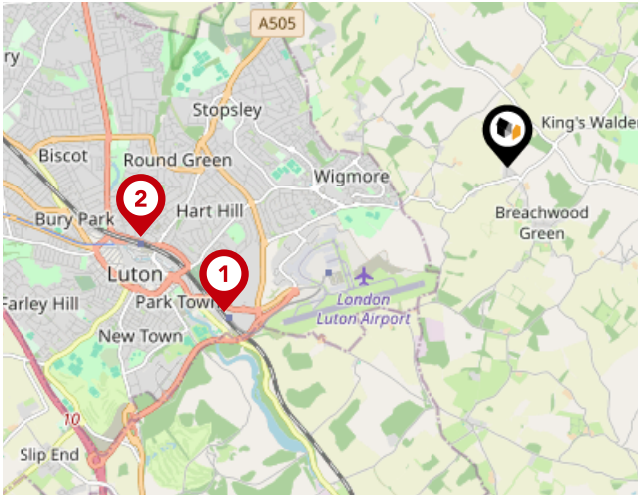 A505
ry
Stopsley
King's Walden
Biscot
Round Green
Wigmore
2
Bury Park
Hart Hill
Breachwood
Green
Luton
1
Park Town
London
Luton Airport
Farley Hill
New Town
10
Slip End